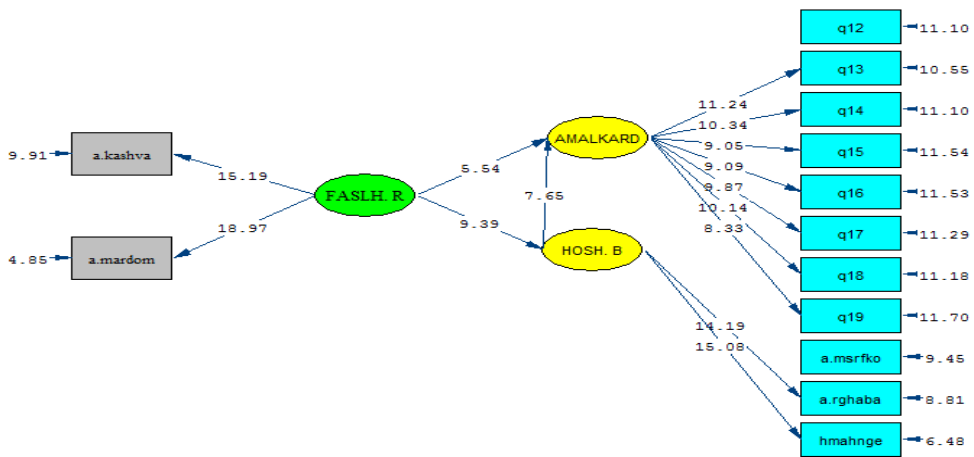 q12
11.10
q13
10.55
11.24
q14
11.10
10.34
AMALKARD
a.kashva
9.91
q15
11.54
9.05
5.54
9.09
15.19
q16
11.53
9.87
FASLH. R
7.65
10.14
q17
11.29
18.97
9.39
8.33
HOSH. B
a.mardom
4.85
q18
11.18
q19
11.70
14.19
15.08
a.msrfko
9.45
a.rghaba
8.81
hmahnge
6.48